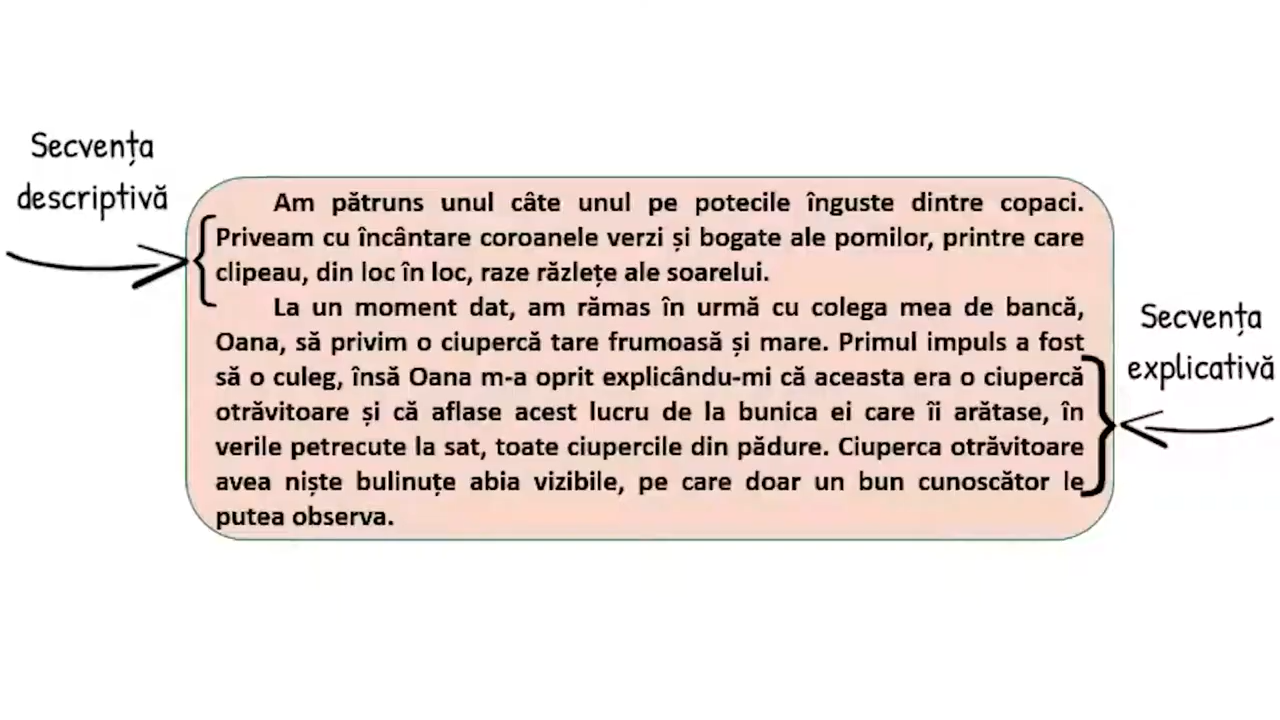 Secvența
descriptivă
Am pătruns unul câte unul pe potecile înguste dintre copaci.
Priveam cu încântare coroanele verzi și bogate ale pomilor, printre care
clipeau, din loc în loc, raze răzlețe ale soarelui.
La un moment dat, am rămas în urmă cu colega mea de bancă,
Oana, să privim o ciupercă tare frumoasă și mare. Primul impuls a fost
să o culeg, însă Oana m-a oprit explicându-mi că aceasta era o ciupercă
otrăvitoare și că aflase acest lucru de la bunica ei care îi arătase, în
verile petrecute la sat, toate ciupercile din pădure. Ciuperca otrăvitoare
avea niște bulinuțe abia vizibile, pe care doar un bun cunoscător le
putea observa.
Secvența
explicativă